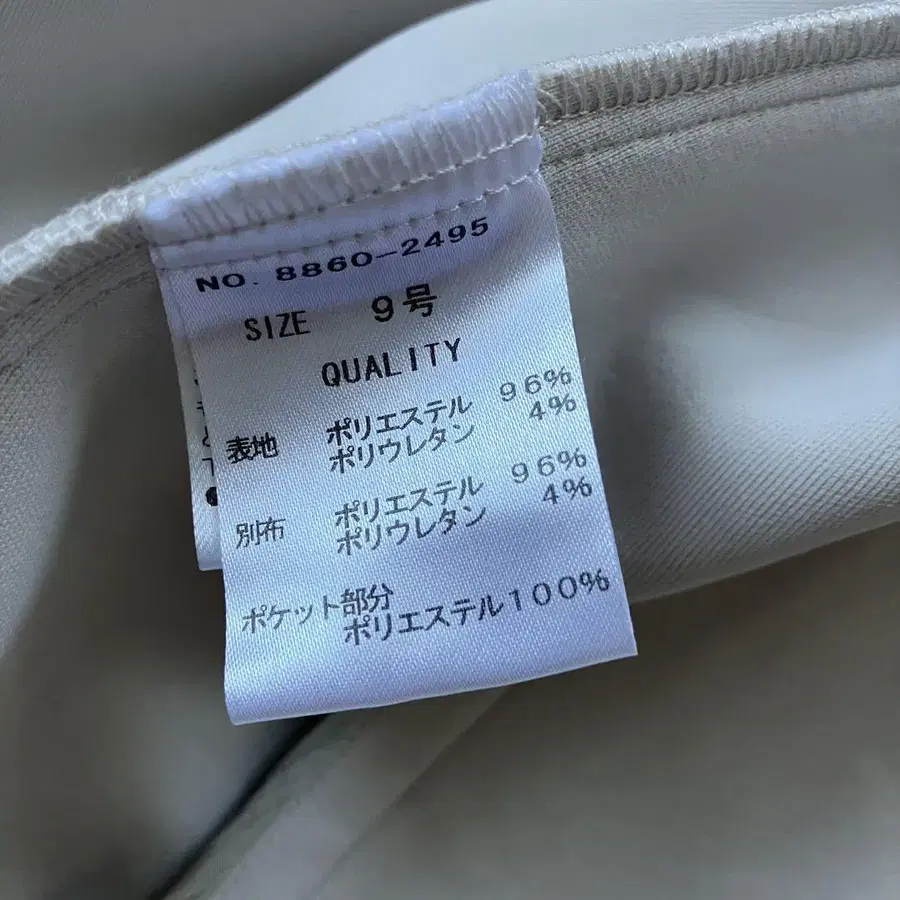 NO. 8860-2495
SIZE 9号
QUALITY
表地 ポリエステル 96%
ポリウレタン 4%
別布 ポリエステル 96%
ポリウレタン 4%
ポケット部分
ポリエステル100%